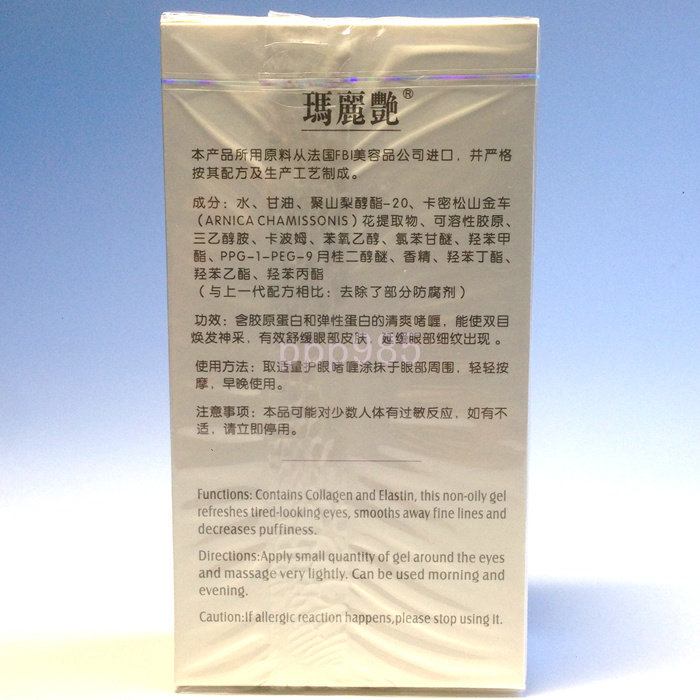 瑪麗艷®
本产品所用原料从法国FBI美容品公司进口，并严格
按其配方及生产工艺制成。
成分：水、甘油、聚山梨醇酯-20、卡密松山金车
（ARNICA CHAMISSONIS）花提取物、可溶性胶原、
三乙醇胺、卡波姆、苯氧乙醇、氯苯甘醚、羟苯甲
酯、PPG-1-PEG-9月桂二醇醚、香精、羟苯丁酯、
羟苯乙酯、羟苯丙酯
（与上一代配方相比：去除了部分防腐剂）
功效：含胶原蛋白和弹性蛋白的清爽啫喱，能使双目
焕发神采，有效舒缓眼部皮肤，延缓眼部细纹出现。
ppp985
使用方法：取适量护眼啫喱涂抹于眼部周围，轻轻按
摩，早晚使用。
注意事项：本品可能对少数人体有过敏反应，如有不
适，请立即停用。
Functions: Contains Collagen and Elastin, this non-oily gel
refreshes tired-looking eyes, smooths away fine lines and
decreases puffiness.
Directions:Apply small quantity of gel around the eyes
and massage very lightly. Can be used morning and
evening.
Caution:If allergic reaction happens,please stop using it.